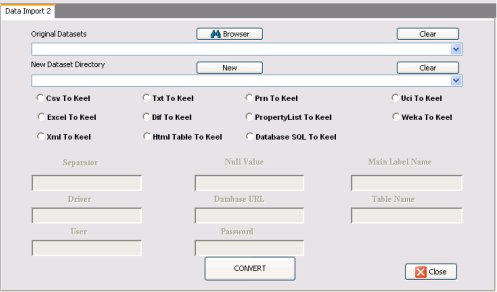 Data Import 2
Original Datasets Browser Clear
New Dataset Directory New Clear
Csv To Keel Txt To Keel Prn To Keel Uci To Keel
Excel To Keel Dif To Keel PropertyList To Keel Weka To Keel
Xml To Keel Html Table To Keel Database SQL To Keel
Separator Null Value Main Label Name
Driver Database URL Table Name
User Password
CONVERT Close